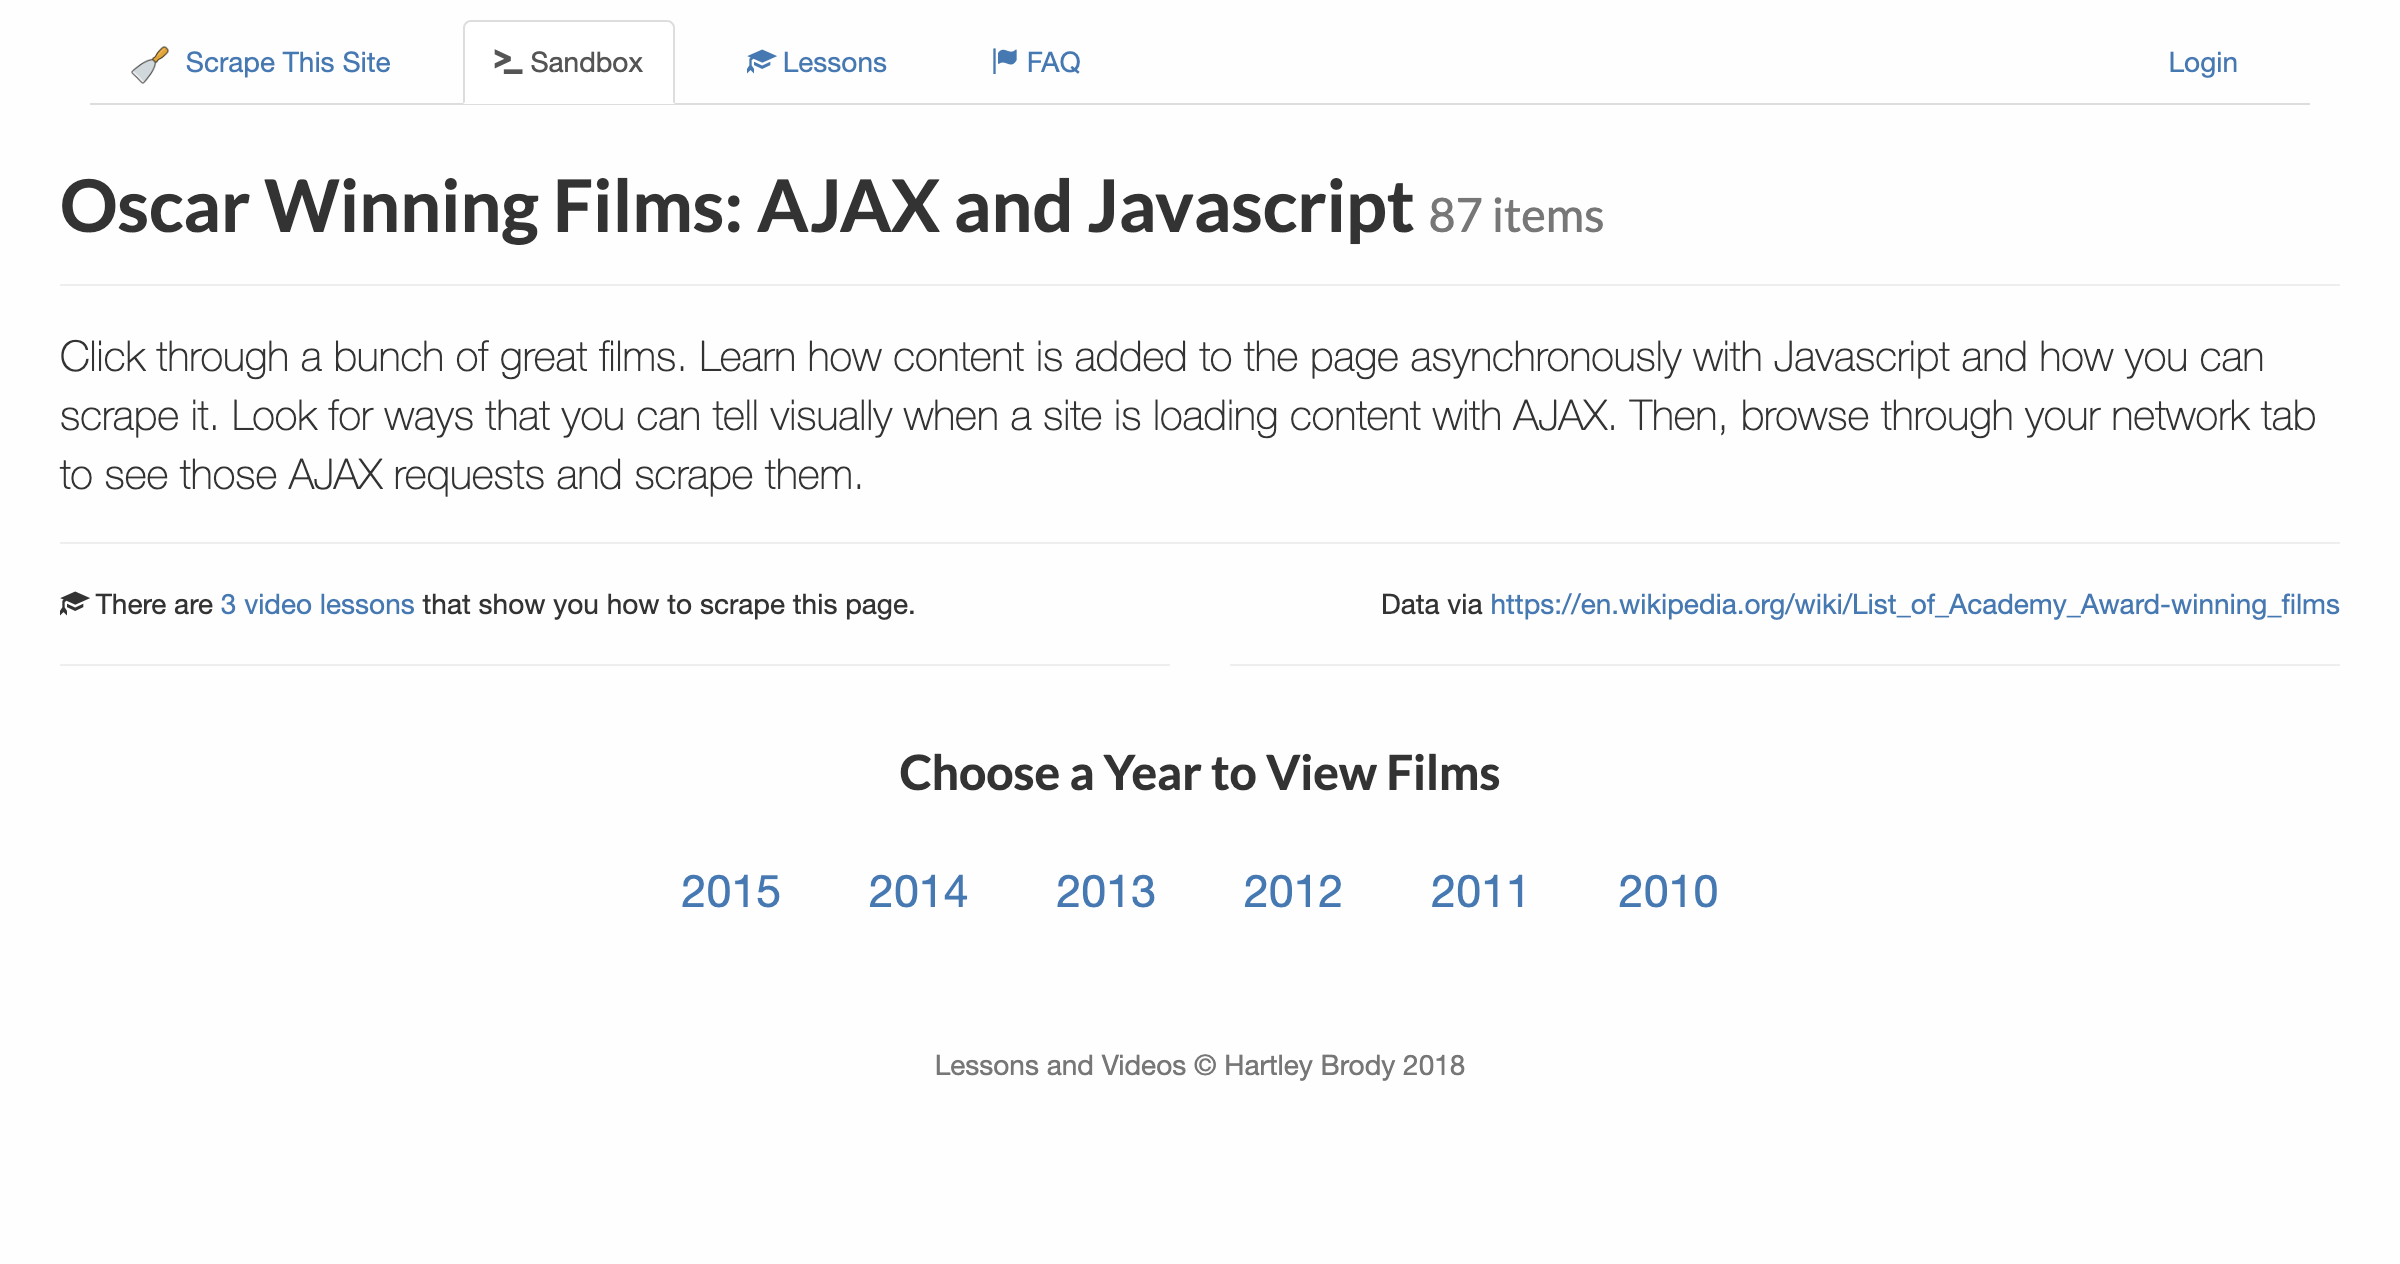 Scrape This Site
Sandbox
Lessons
FAQ
Login
Oscar Winning Films: AJAX and Javascript 87 items
Click through a bunch of great films. Learn how content is added to the page asynchronously with Javascript and how you can
scrape it. Look for ways that you can tell visually when a site is loading content with AJAX. Then, browse through your network tab
to see those AJAX requests and scrape them.
There are 3 video lessons that show you how to scrape this page.
Data via https://en.wikipedia.org/wiki/List_of_Academy_Award-winning_films
Choose a Year to View Films
2015 2014 2013 2012 2011 2010
Lessons and Videos © Hartley Brody 2018